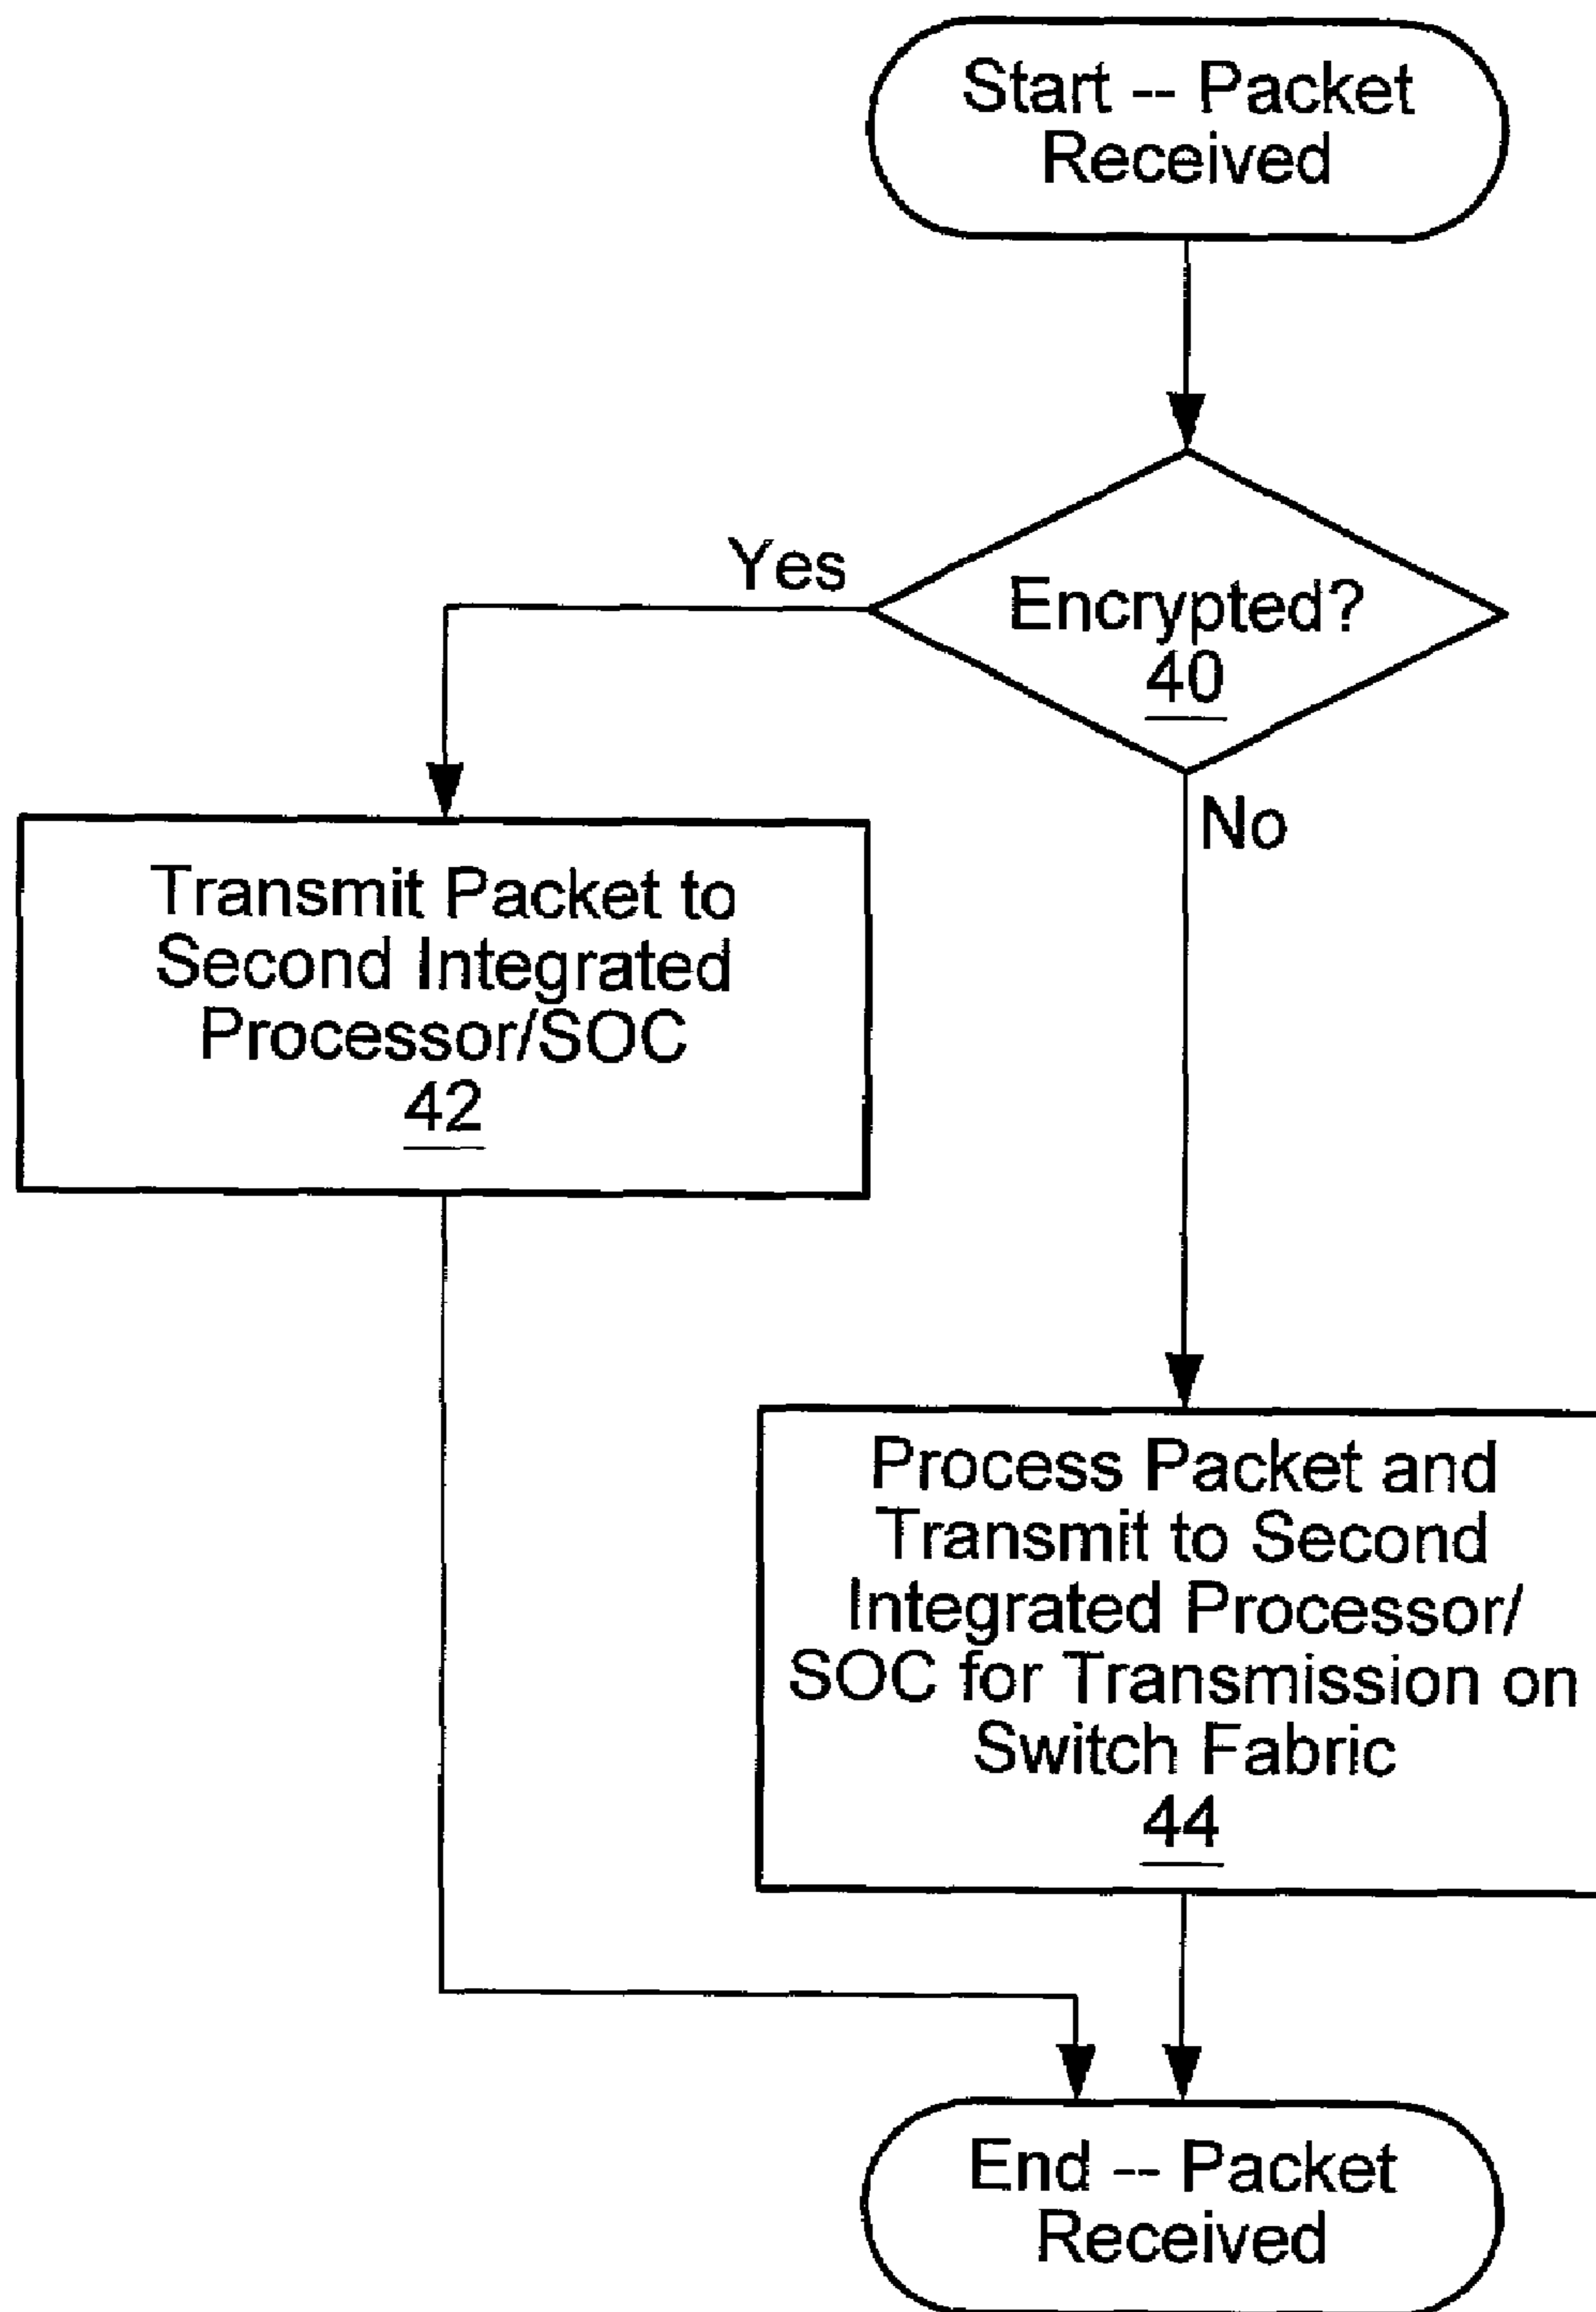 Start -- Packet
Received
Yes
Encrypted?
40
No
Transmit Packet to
Second Integrated
Processor/SOC
42
Process Packet and
Transmit to Second
Integrated Processor/
SOC for Transmission on
Switch Fabric
44
End -- Packet
Received